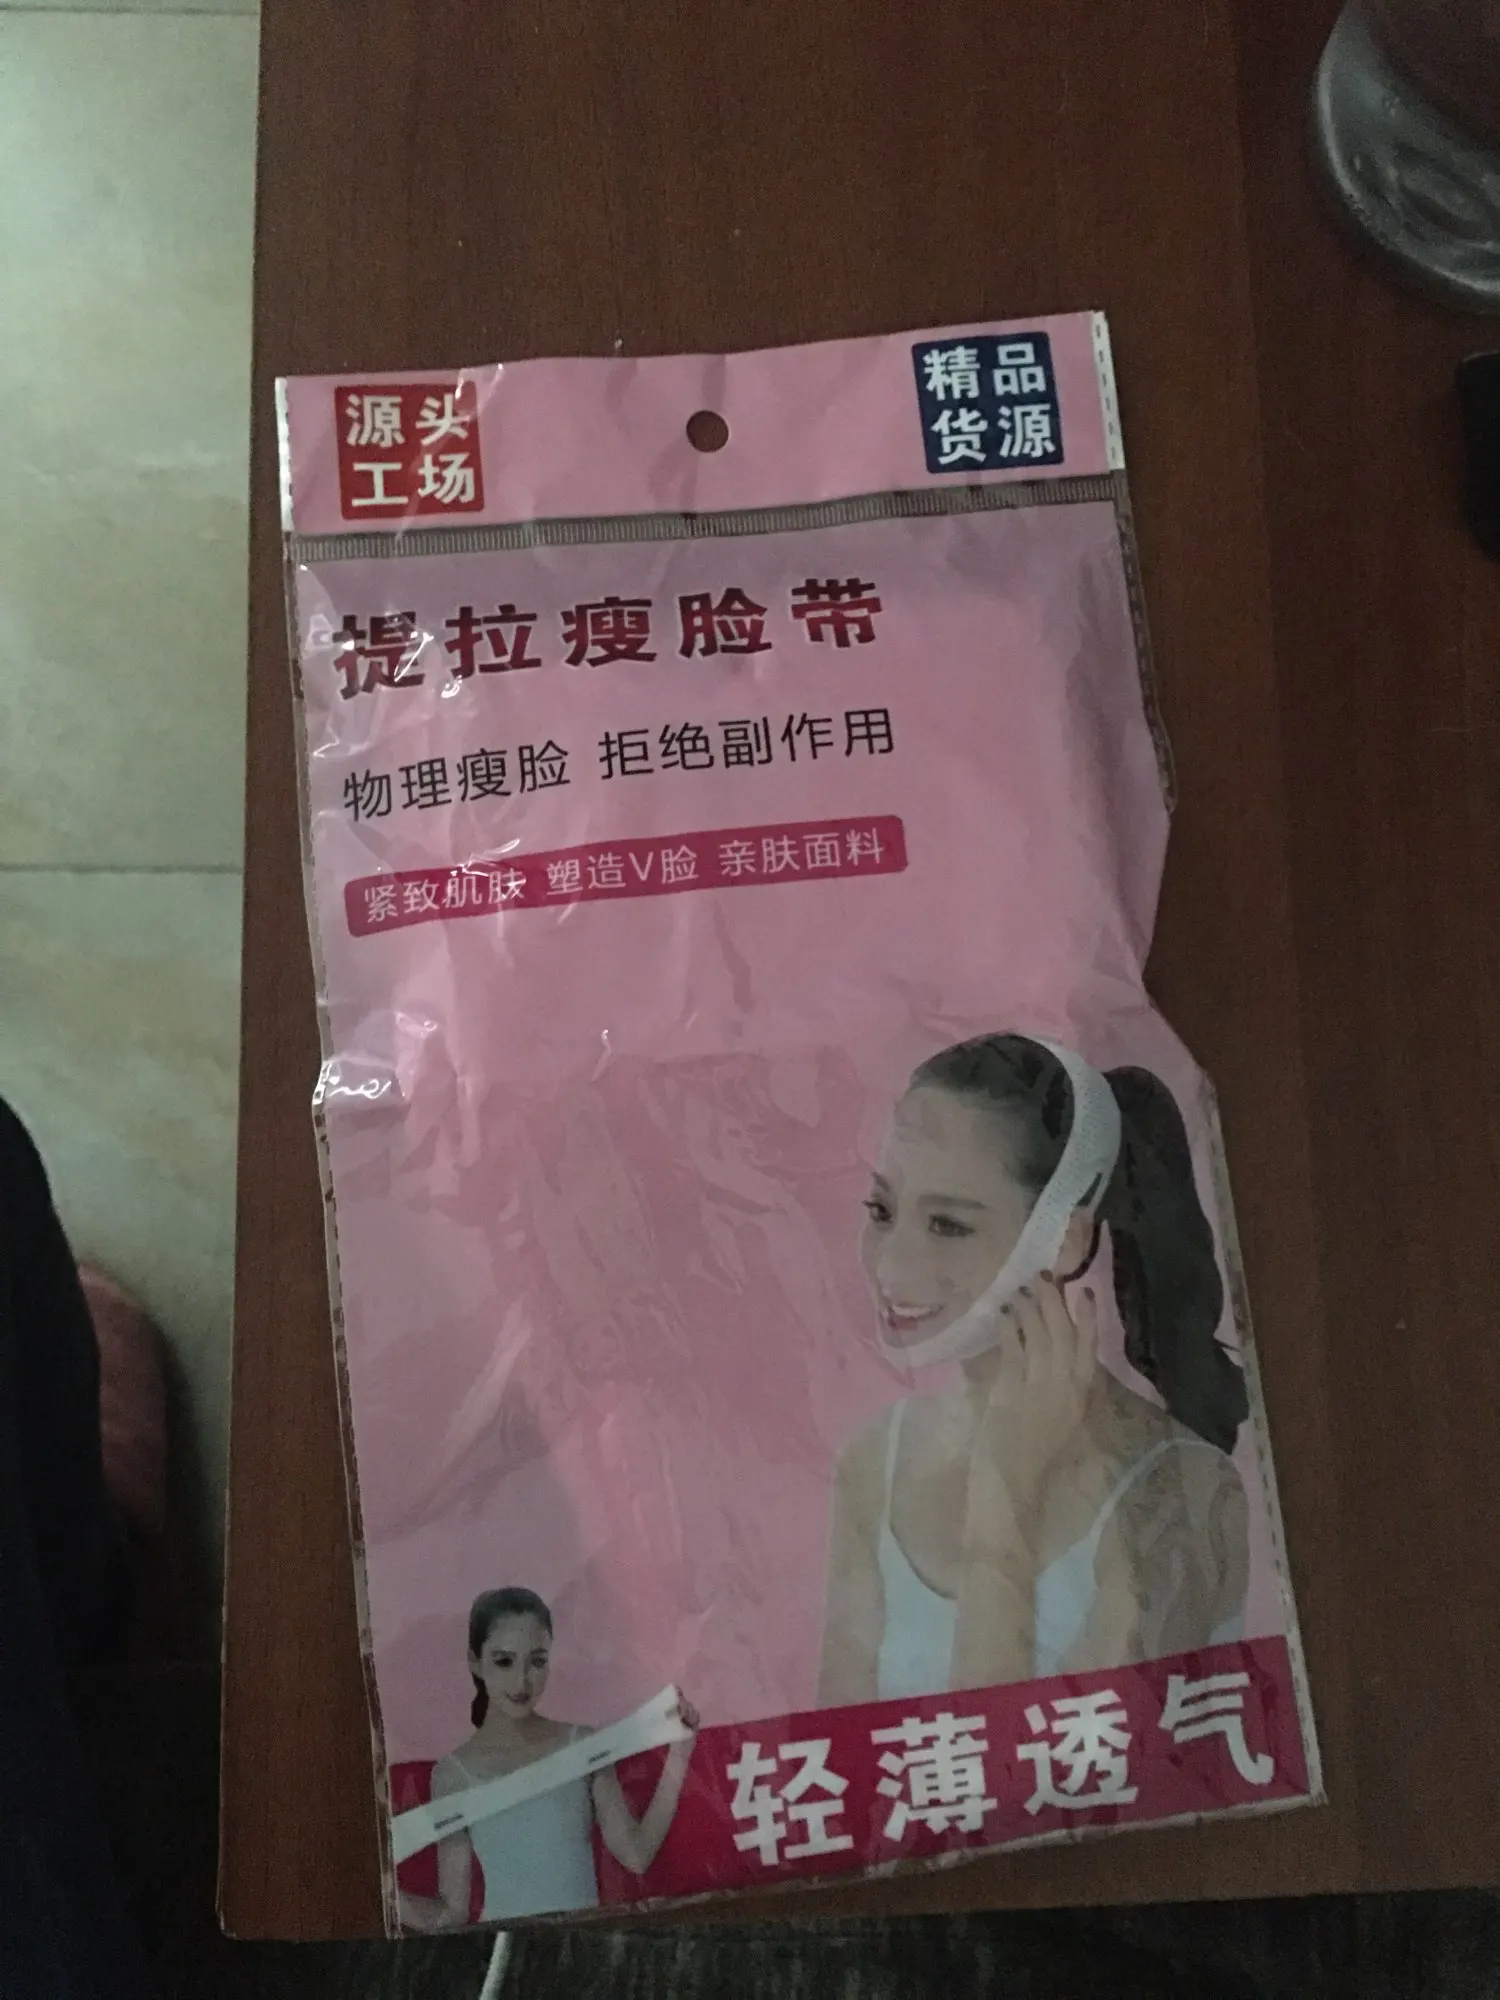 源头
工场
精品
货源
提拉瘦脸带
物理瘦脸 拒绝副作用
紧致肌肤 塑造V脸 亲肤面料
轻薄透气